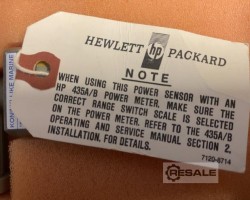 HEWLETT hp PACKARD
NOTE
WHEN USING THIS POWER SENSOR WITH AN
HP 435A/B POWER METER, MAKE SURE THE
CORRECT RANGE SWITCH SCALE IS SELECTED
ON THE POWER METER. REFER TO THE 435A/B
OPERATING AND SERVICE MANUAL SECTION 2.
INSTALLATION, FOR DETAILS.
7120-6714
RESALE